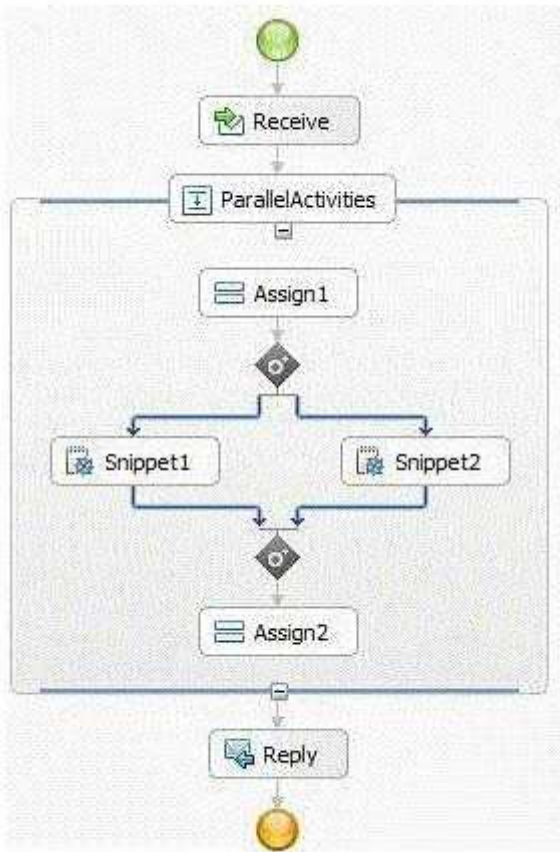 Receive
ParallelActivities
Assign1
Snippet1
Snippet2
Assign2
Reply